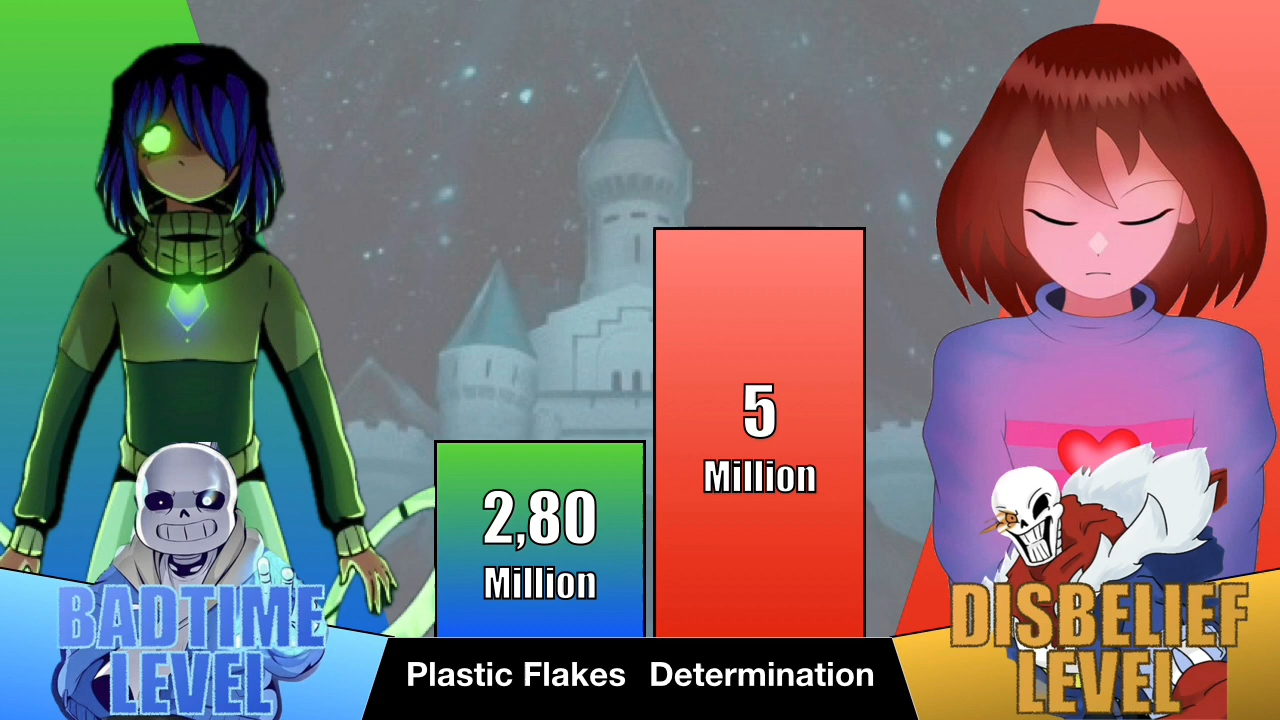 2,80
Million
5
Million
BADTIME
LEVEL
Plastic Flakes
Determination
DISBELIEF
LEVEL